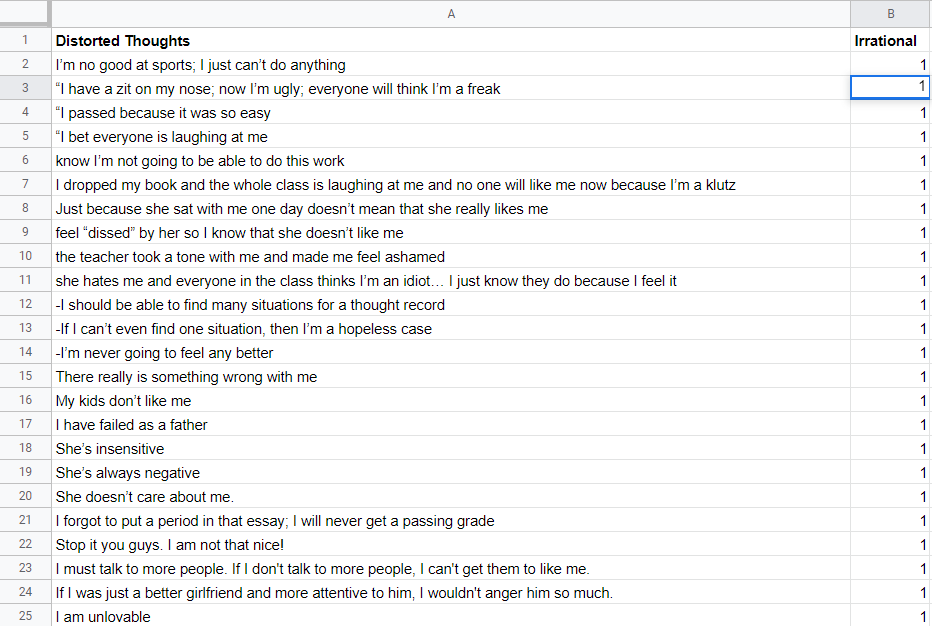 A B
1 Distorted Thoughts Irrational
2 I’m no good at sports; I just can’t do anything 1
3 “I have a zit on my nose; now I’m ugly; everyone will think I’m a freak 1
4 “I passed because it was so easy 1
5 “I bet everyone is laughing at me 1
6 know I’m not going to be able to do this work 1
7 I dropped my book and the whole class is laughing at me and no one will like me now because I’m a klutz 1
8 Just because she sat with me one day doesn’t mean that she really likes me 1
9 feel “dissed” by her so I know that she doesn’t like me 1
10 the teacher took a tone with me and made me feel ashamed 1
11 she hates me and everyone in the class thinks I’m an idiot… I just know they do because I feel it 1
12 -I should be able to find many situations for a thought record 1
13 -If I can’t even find one situation, then I’m a hopeless case 1
14 -I’m never going to feel any better 1
15 There really is something wrong with me 1
16 My kids don’t like me 1
17 I have failed as a father 1
18 She’s insensitive 1
19 She’s always negative 1
20 She doesn’t care about me. 1
21 I forgot to put a period in that essay; I will never get a passing grade 1
22 Stop it you guys. I am not that nice! 1
23 I must talk to more people. If I don't talk to more people, I can't get them to like me. 1
24 If I was just a better girlfriend and more attentive to him, I wouldn't anger him so much. 1
25 I am unlovable 1